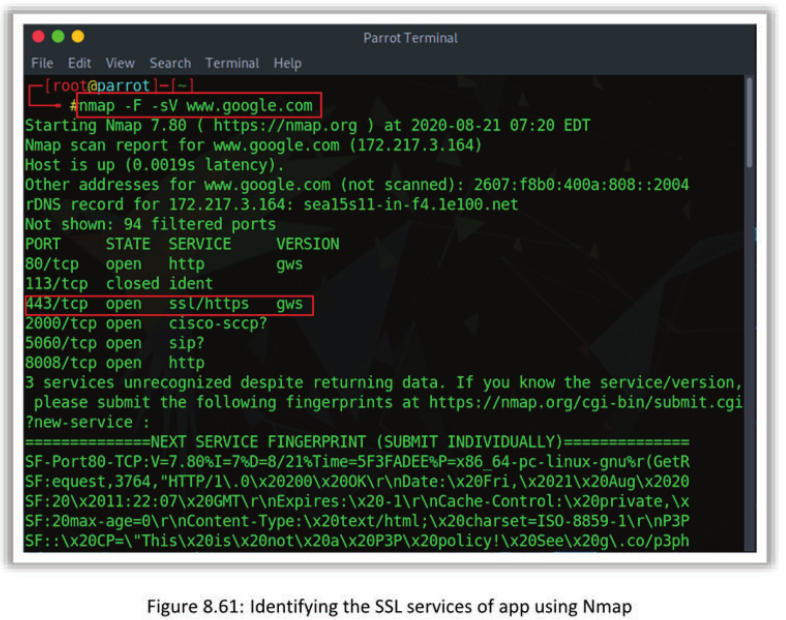 Parrot Terminal
File Edit View Search Terminal Help
[root@parrot]-[~]
#nmap -F -sV www.google.com
Starting Nmap 7.80 ( https://nmap.org ) at 2020-08-21 07:20 EDT
Nmap scan report for www.google.com (172.217.3.164)
Host is up (0.0019s latency).
Other addresses for www.google.com (not scanned): 2607:f8b0:400a:808::2004
rDNS record for 172.217.3.164: sea15s11-in-f4.1e100.net
Not shown: 94 filtered ports
PORT STATE SERVICE VERSION
80/tcp open http gws
113/tcp closed ident
443/tcp open ssl/https gws
2000/tcp open cisco-sccp?
5060/tcp open sip?
8008/tcp open http
3 services unrecognized despite returning data. If you know the service/version,
please submit the following fingerprints at https://nmap.org/cgi-bin/submit.cgi
?new-service :
==============NEXT SERVICE FINGERPRINT (SUBMIT INDIVIDUALLY)==============
SF-Port80-TCP:V=7.80%I=7%D=8/21%Time=5F3FADEE%P=x86_64-pc-linux-gnu%r(GetR
SF:equest,3764,"HTTP/1\.0\x20200\x20OK\r\nDate:\x20Fri,\x2021\x20Aug\x2020
SF:20\x2011:22:07\x20GMT\r\nExpires:\x20-1\r\nCache-Control:\x20private,\x
SF:20max-age=0\r\nContent-Type:\x20text/html;\x20charset=ISO-8859-1\r\nP3P
SF::\x20CP=\"This\x20is\x20not\x20a\x20P3P\x20policy!\x20See\x20g\.co/p3ph
Figure 8.61: Identifying the SSL services of app using Nmap